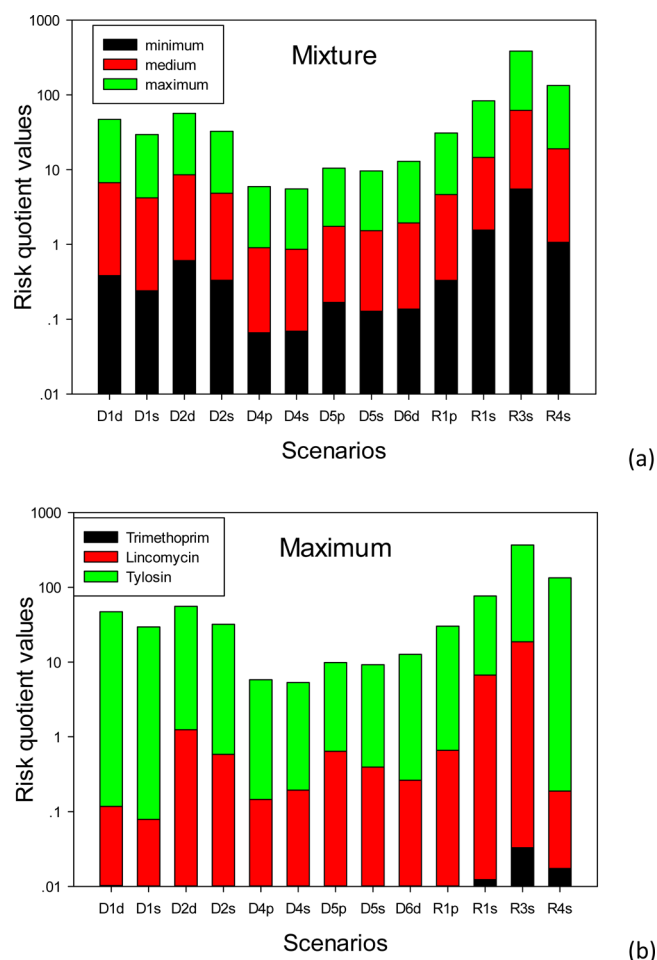 1000
100
10
1
.1
.01
Risk quotient values
minimum
medium
maximum
Mixture
D1d D1s D2d D2s D4p D4s D5p D5s D6d R1p R1s R3s R4s
Scenarios
(a)
1000
100
10
1
.1
.01
Risk quotient values
Trimethoprim
Lincomycin
Tylosin
Maximum
D1d D1s D2d D2s D4p D4s D5p D5s D6d R1p R1s R3s R4s
Scenarios
(b)